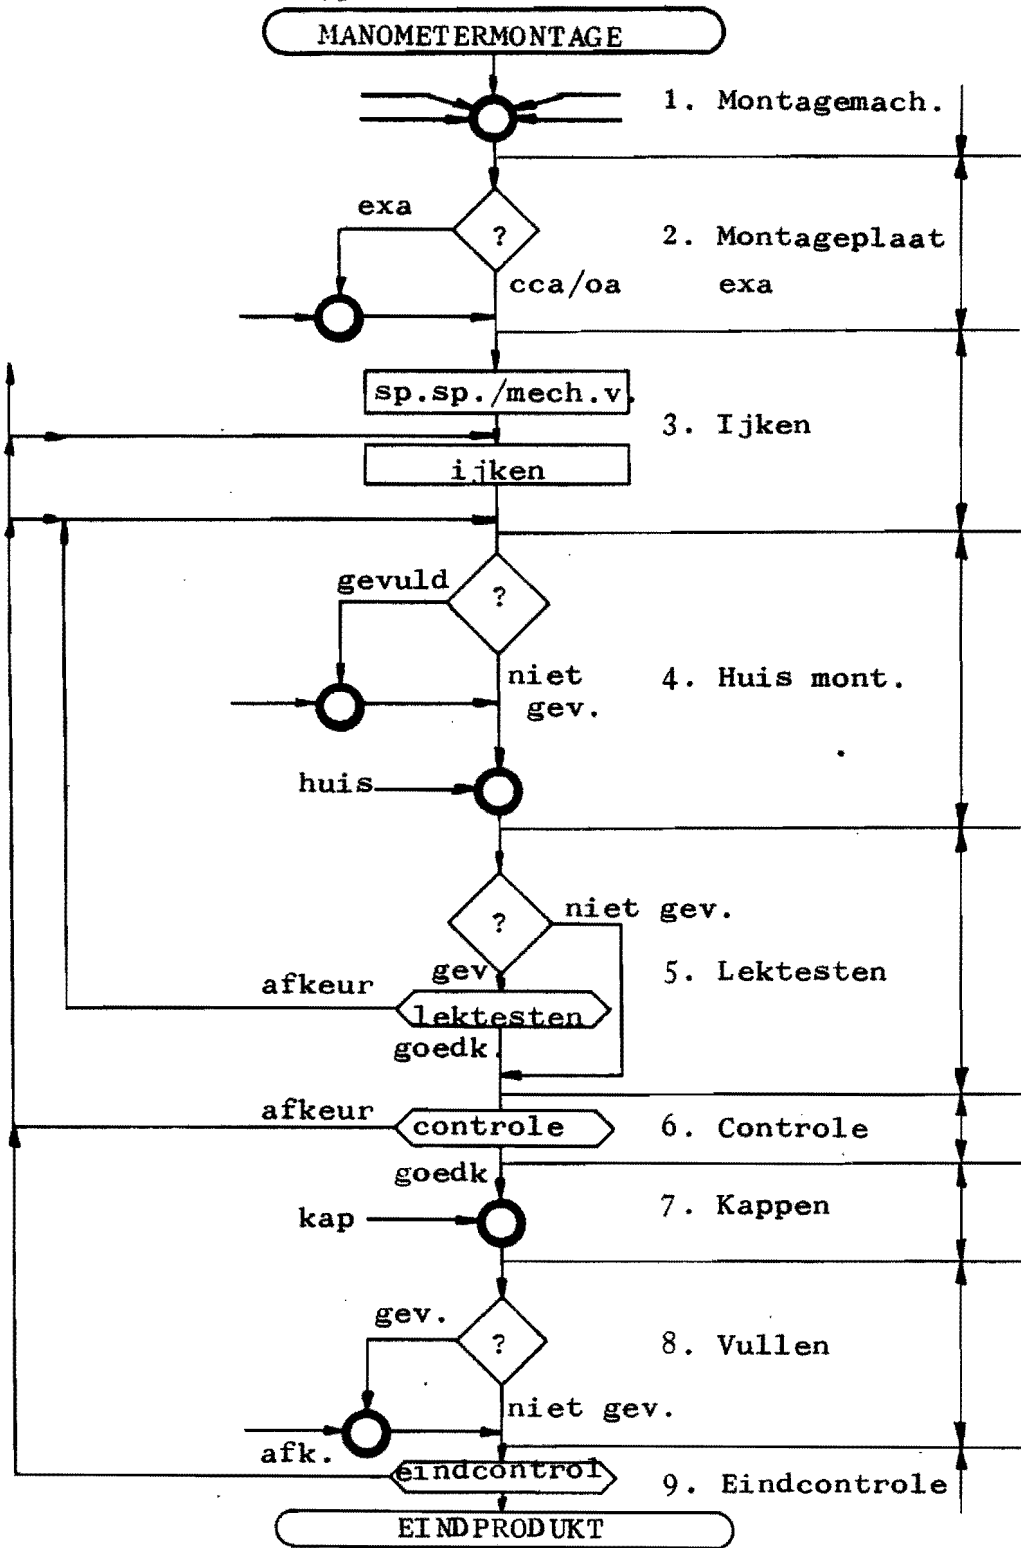 MANOMETERMONTAGE
1. Montagemach.
exa
?
2. Montageplaat
cca/oa
exa
sp.sp./mech.v.
3. Ijken
ijken
gevuld
?
niet
gev.
4. Huis mont.
huis
?
niet gev.
gev
5. Lektesten
afkeur
lektesten
goedk.
afkeur
controle
6. Controle
goedk
kap
7. Kappen
gev.
?
8. Vullen
niet gev.
afk.
eindcontrol
9. Eindcontrole
EINDPRODUKT